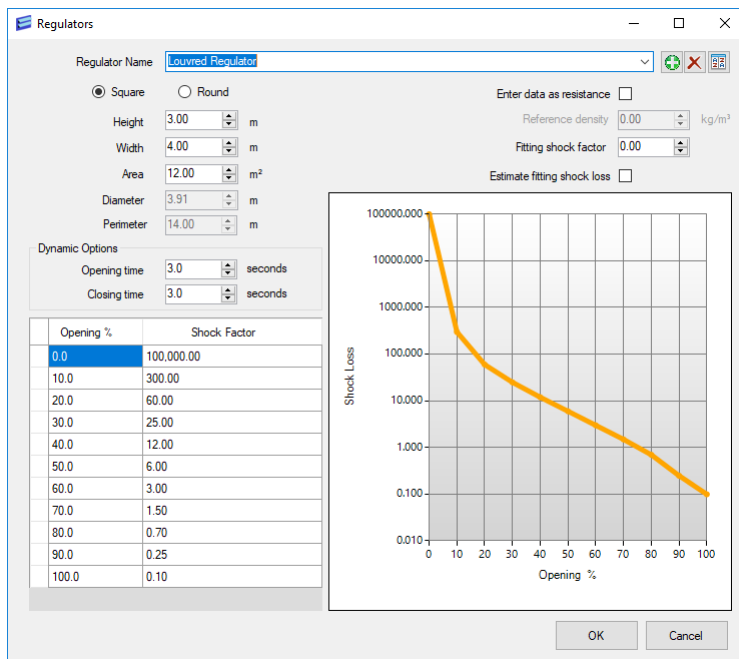 Regulators
Regulator Name Louvred Regulator
Square Round
Height 3.00 m
Width 4.00 m
Area 12.00 m²
Diameter 3.91 m
Perimeter 14.00 m
Enter data as resistance
Reference density 0.00 kg/m³
Fitting shock factor 0.00
Estimate fitting shock loss
Dynamic Options
Opening time 3.0 seconds
Closing time 3.0 seconds
Opening % Shock Factor
0.0 100,000.00
10.0 300.00
20.0 60.00
30.0 25.00
40.0 12.00
50.0 6.00
60.0 3.00
70.0 1.50
80.0 0.70
90.0 0.25
100.0 0.10
Shock Loss
100000.000
10000.000
1000.000
100.000
10.000
1.000
0.100
0.010
0 10 20 30 40 50 60 70 80 90 100
Opening %
OK Cancel